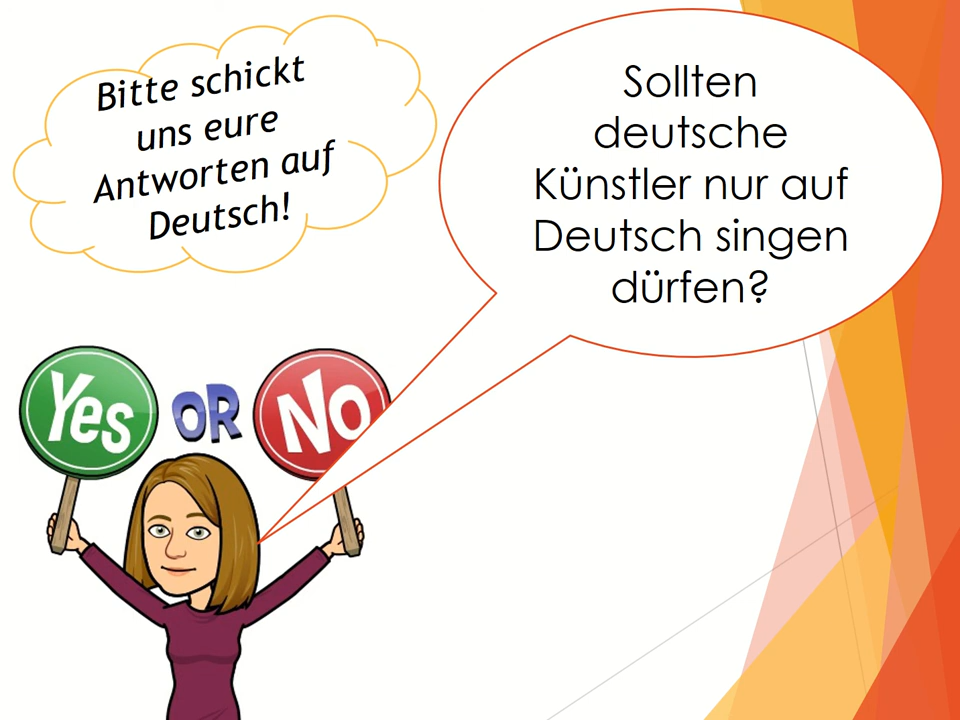 Bitte schickt
uns eure
Antworten auf
Deutsch!
Sollten
deutsche
Künstler nur auf
Deutsch singen
dürfen?
Yes OR No